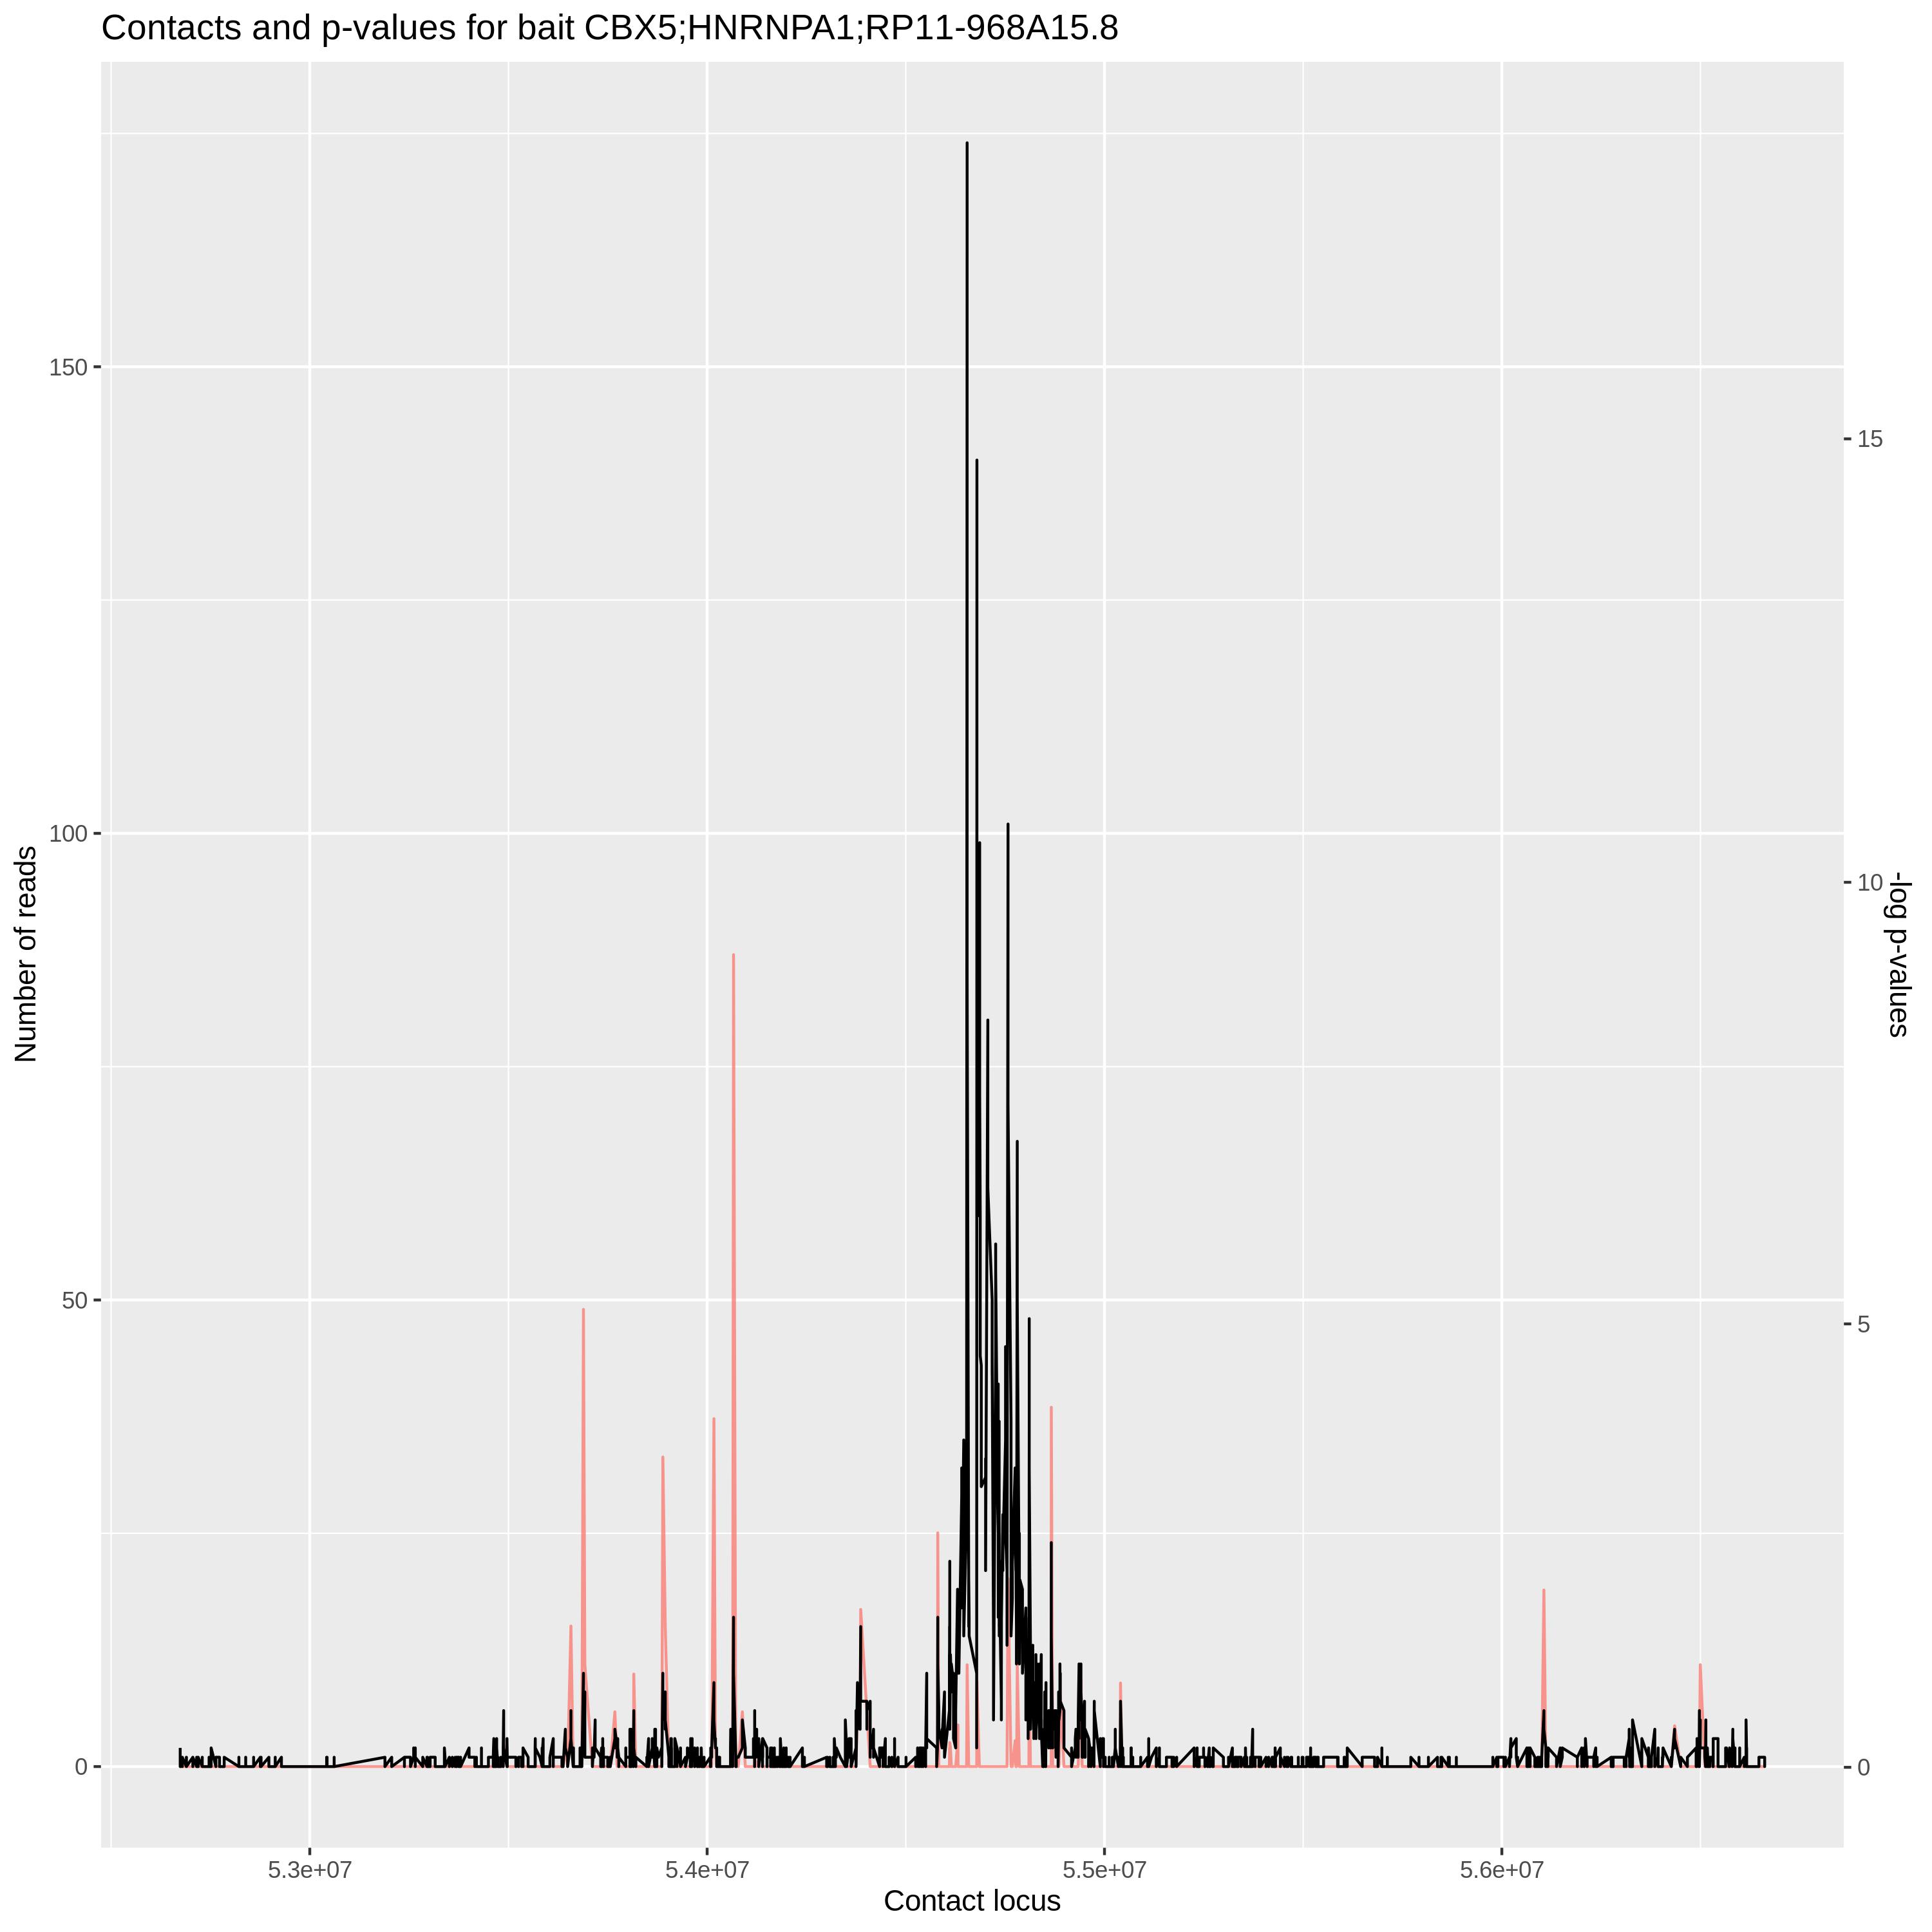 Contacts and p-values for bait CBX5;HNRNPA1;RP11-968A15.8
150
100
50
0
Number of reads
15
10
5
0
-log p-values
5.3e+07
5.4e+07
5.5e+07
5.6e+07
Contact locus